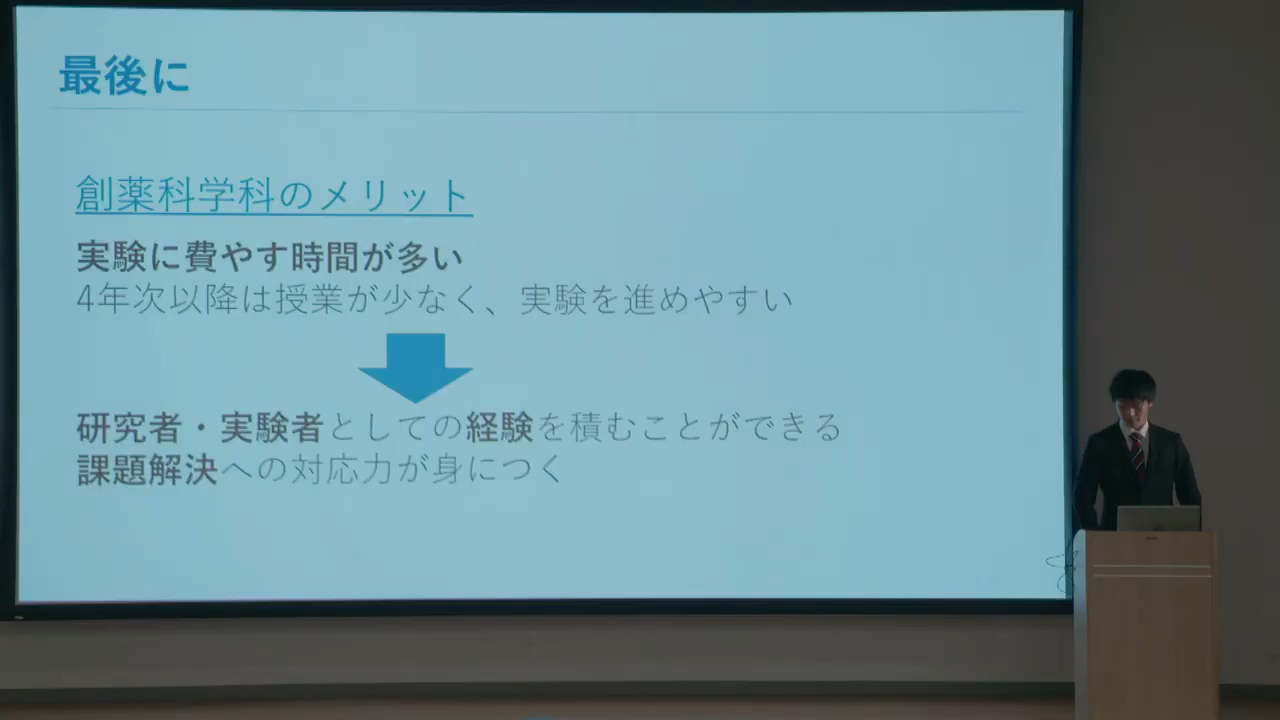 最後に
創薬科学科のメリット
実験に費やす時間が多い
4年次以降は授業が少なく、実験を進めやすい
研究者・実験者としての経験を積むことができる
課題解決への対応力が身につく